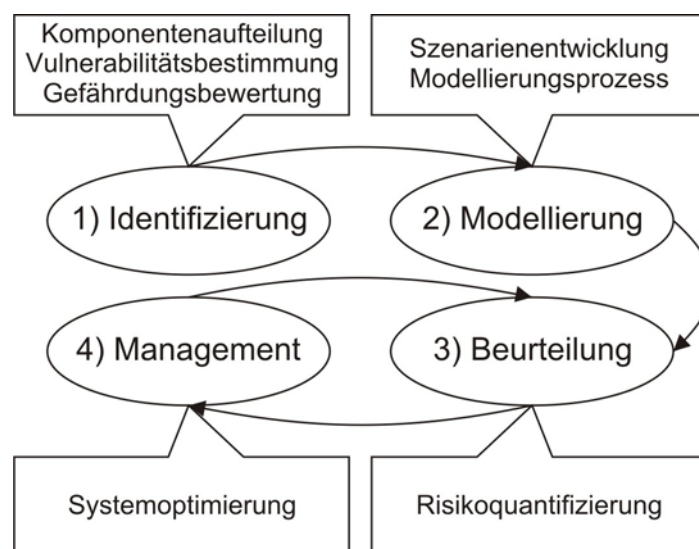 Komponentenaufteilung
Vulnerabilitätsbestimmung
Gefährdungsbewertung
Szenarienentwicklung
Modellierungsprozess
1) Identifizierung
2) Modellierung
4) Management
3) Beurteilung
Systemoptimierung
Risikoquantifizierung